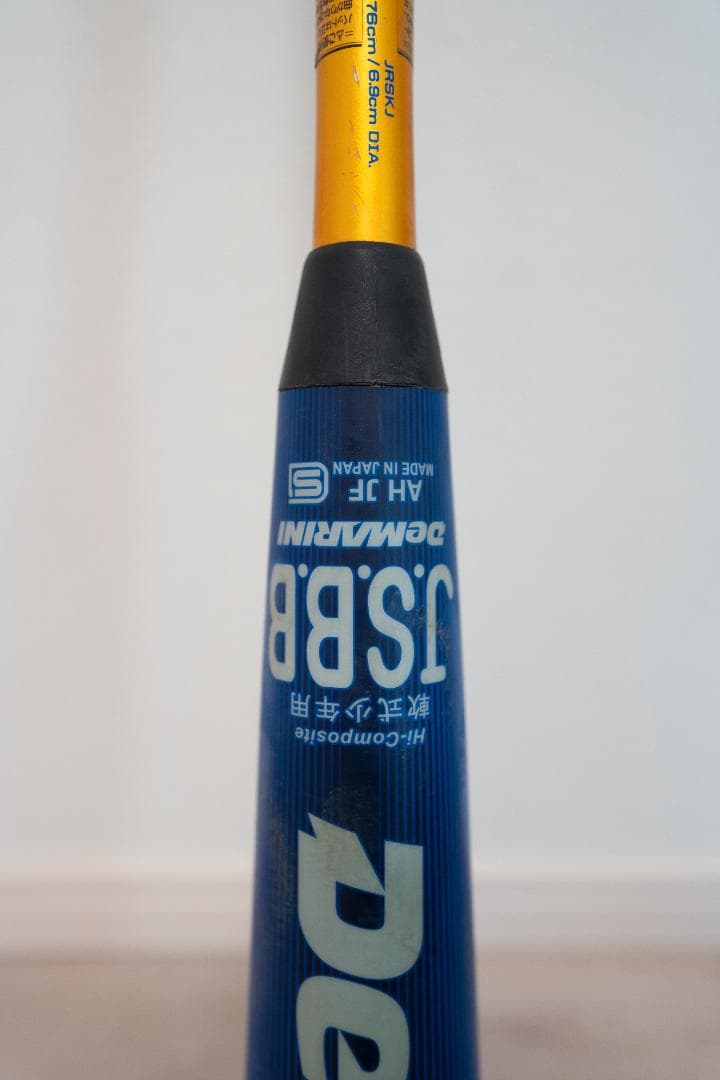 JRSKJ
76cm / 6.9cm DIA.
De
Hi-Composite
軟式少年用
J.S.B.B
DeMARINI
AH JF
MADE IN JAPAN